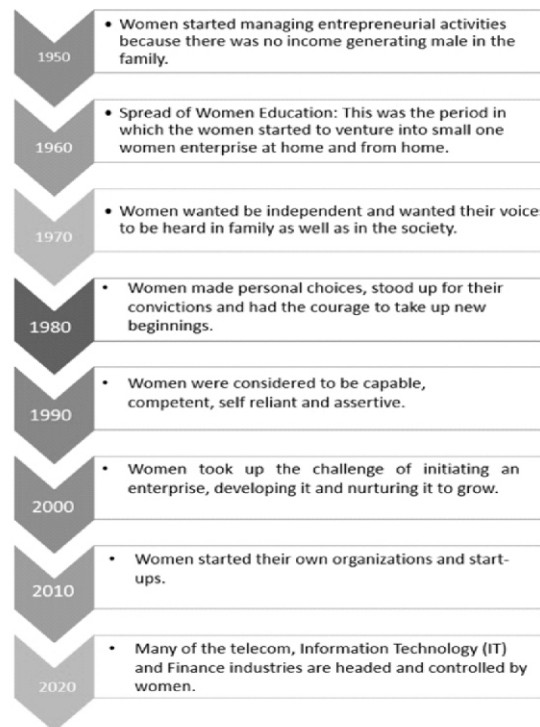 1950
• Women started managing entrepreneurial activities
because there was no income generating male in the
family.
1960
• Spread of Women Education: This was the period in
which the women started to venture into small one
women enterprise at home and from home.
1970
• Women wanted be independent and wanted their voice
to be heard in family as well as in the society.
1980
• Women made personal choices, stood up for their
convictions and had the courage to take up new
beginnings.
1990
• Women were considered to be capable,
competent, self reliant and assertive.
2000
• Women took up the challenge of initiating an
enterprise, developing it and nurturing it to grow.
2010
• Women started their own organizations and start-
ups.
2020
• Many of the telecom, Information Technology (IT)
and Finance industries are headed and controlled by
women.